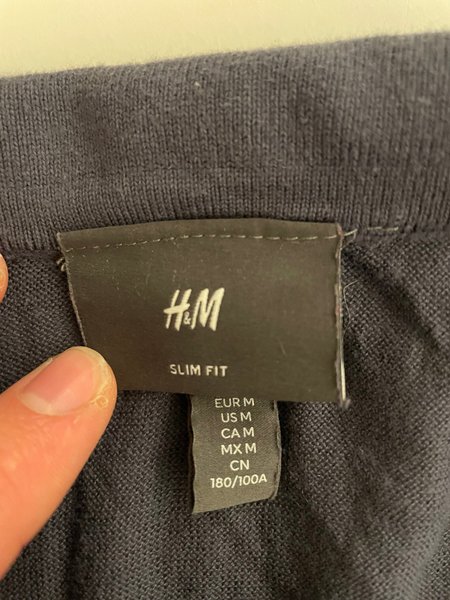 H&M
SLIM FIT
EUR M
US M
CA M
MX M
CN
180/100A